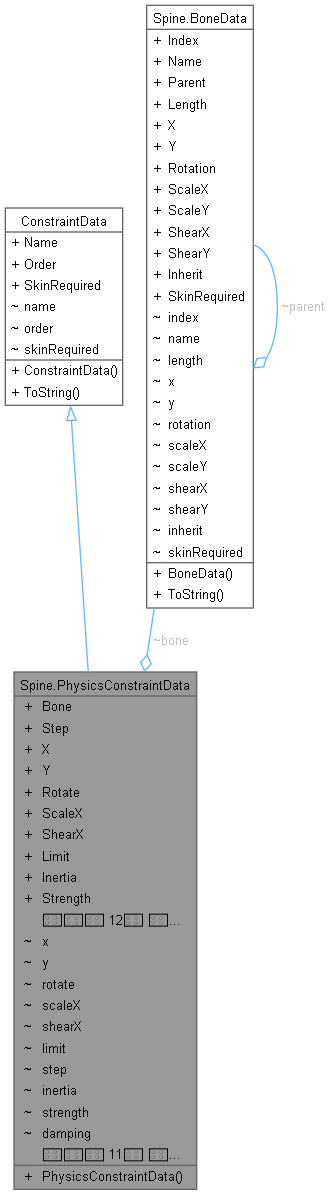 Spine.BoneData
+ Index
+ Name
+ Parent
+ Length
+ X
+ Y
+ Rotation
+ ScaleX
+ ScaleY
+ ShearX
+ ShearY
+ Inherit
+ SkinRequired
~ index
~ name
~ length
~ x
~ y
~ rotation
~ scaleX
~ scaleY
~ shearX
~ shearY
~ inherit
~ skinRequired
+ BoneData()
+ ToString()
~parent
ConstraintData
+ Name
+ Order
+ SkinRequired
~ name
~ order
~ skinRequired
+ ConstraintData()
+ ToString()
~bone
Spine.PhysicsConstraintData
+ Bone
+ Step
+ X
+ Y
+ Rotate
+ ScaleX
+ ShearX
+ Limit
+ Inertia
+ Strength
12 ...
~ x
~ y
~ rotate
~ scaleX
~ shearX
~ limit
~ step
~ inertia
~ strength
~ damping
11 ...
+ PhysicsConstraintData()